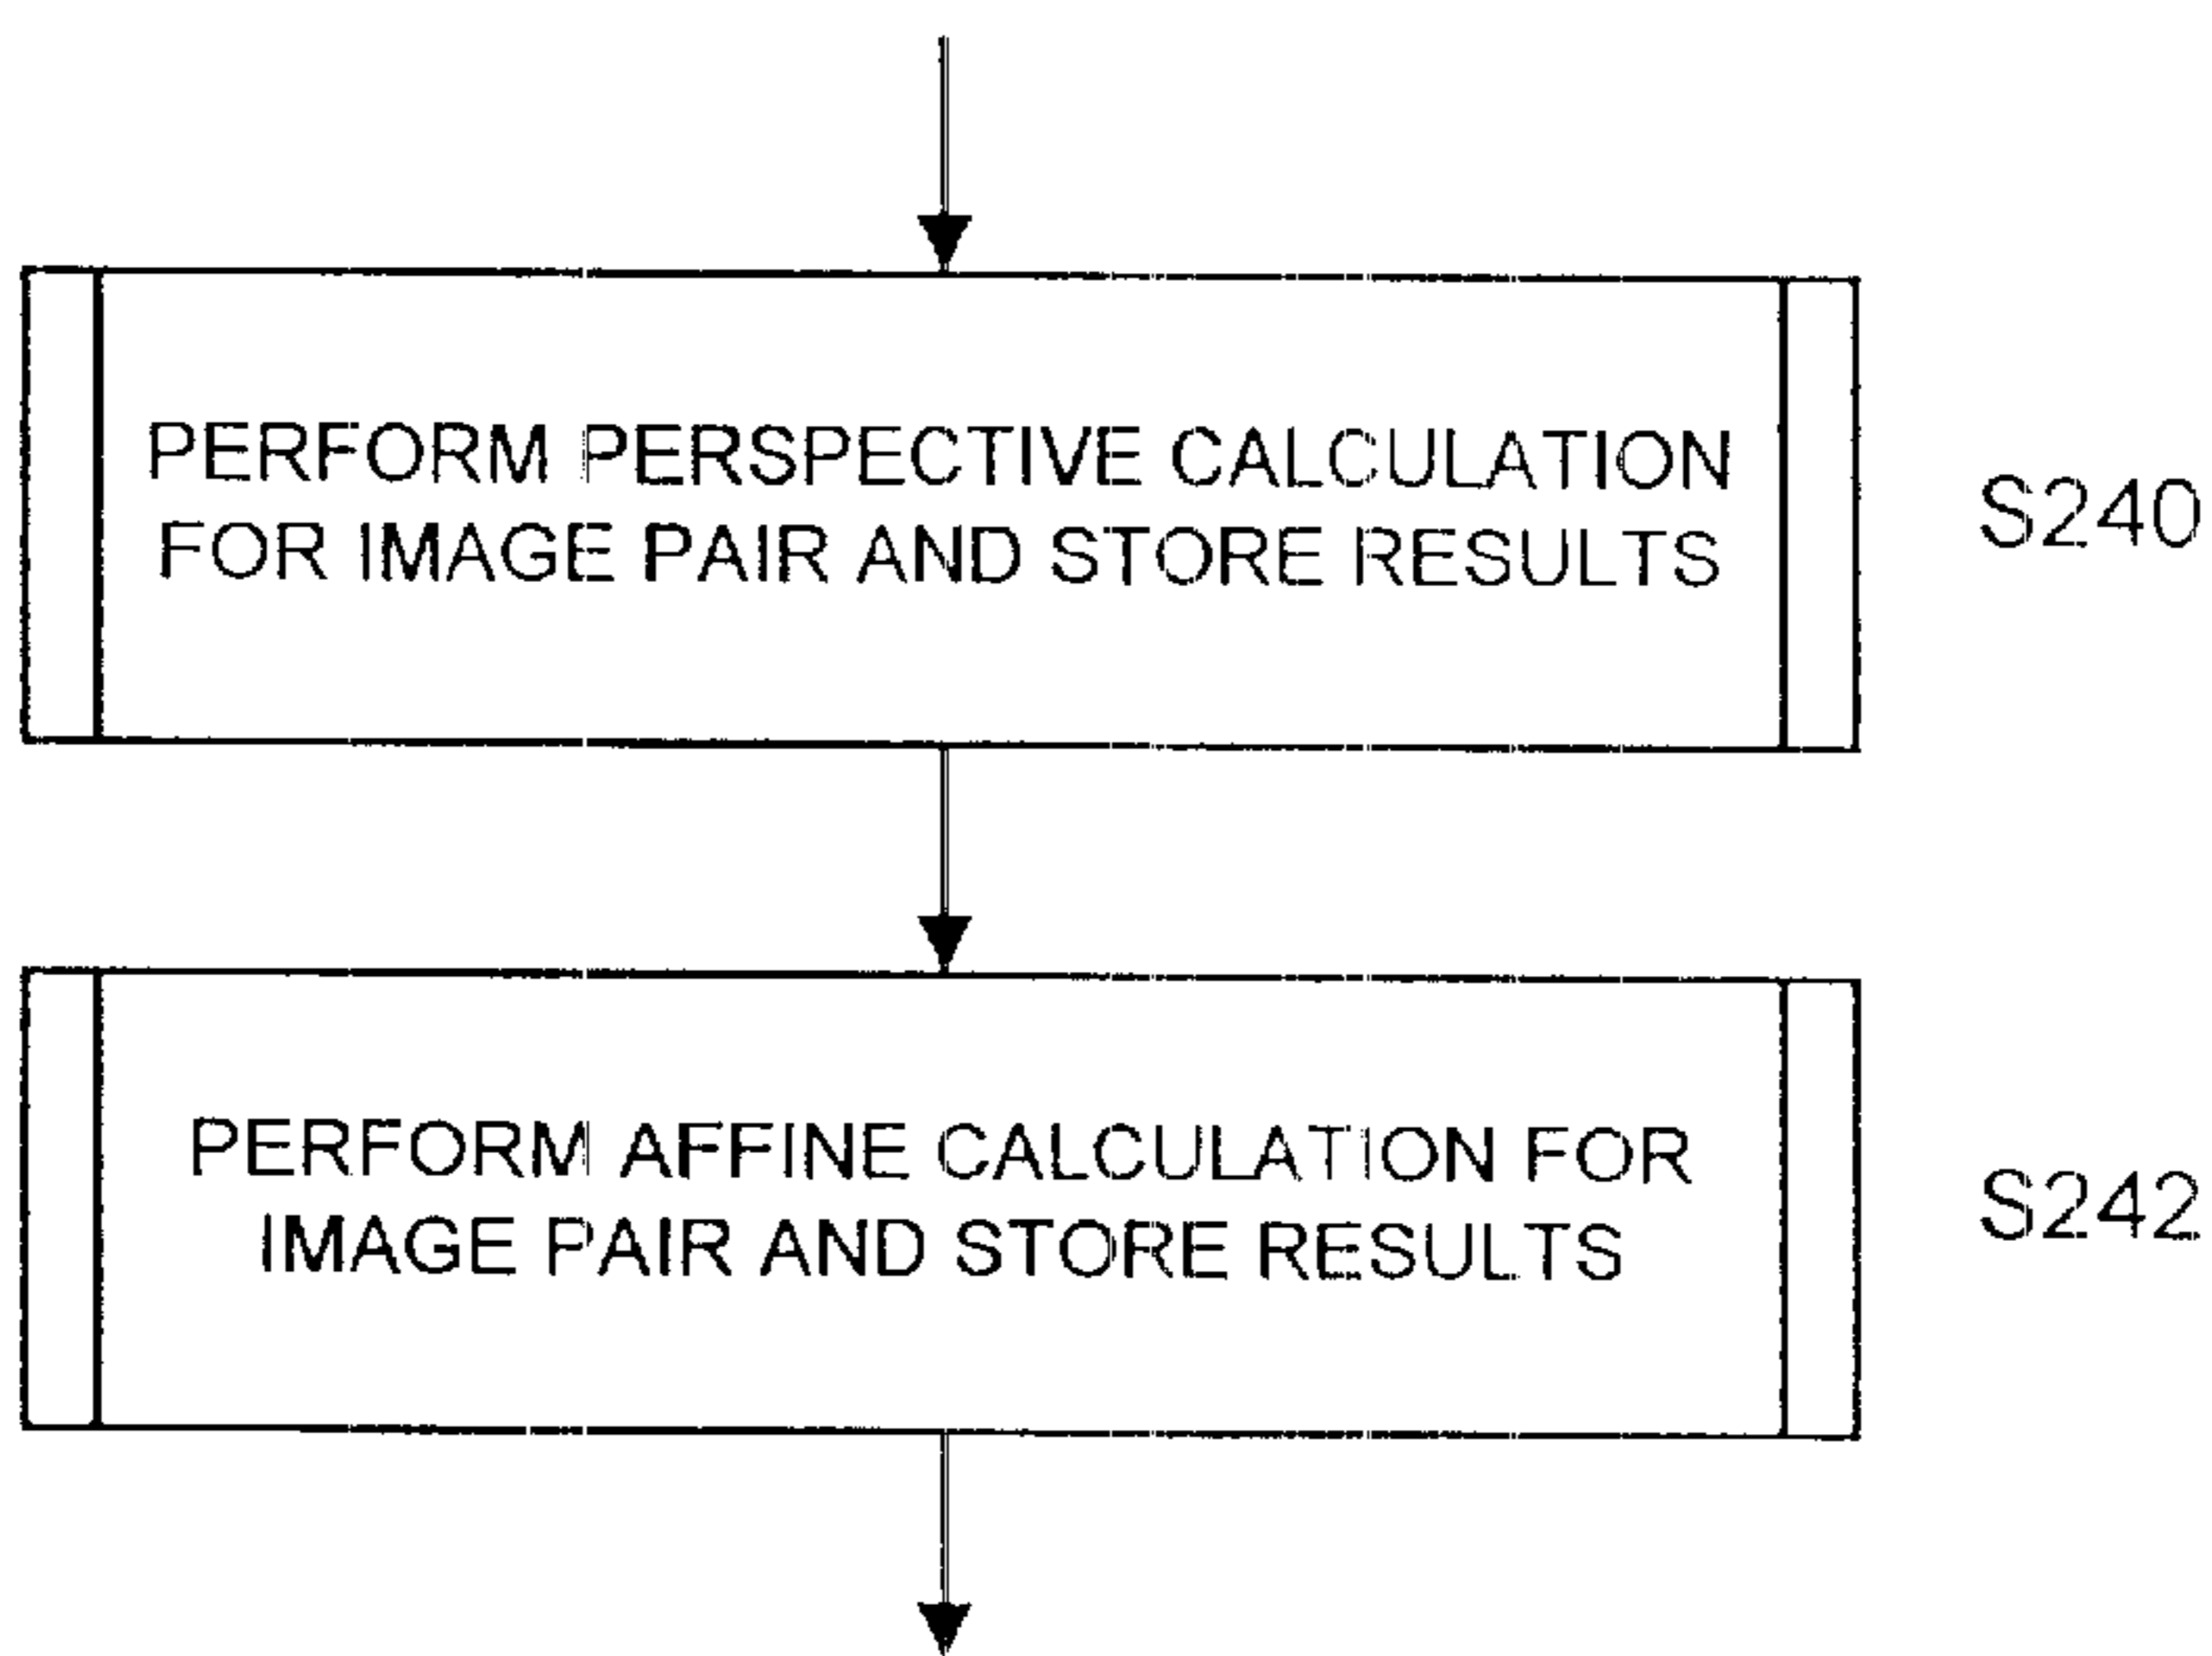 PERFORM PERSPECTIVE CALCULATION
FOR IMAGE PAIR AND STORE RESULTS
S240
PERFORM AFFINE CALCULATION FOR
IMAGE PAIR AND STORE RESULTS
S242